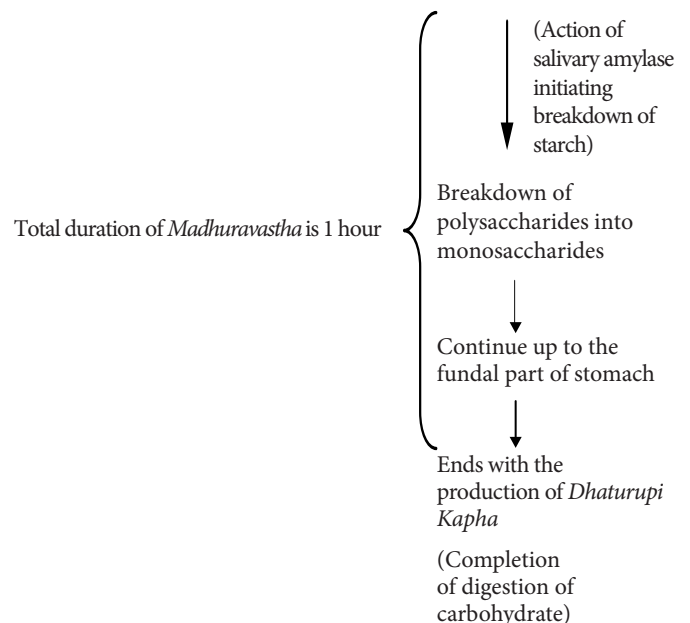 (Action of
salivary amylase
initiating
breakdown of
starch)
Total duration of Madhuravastha is 1 hour
Breakdown of
polysaccharides into
monosaccharides
Continue up to the
fundal part of stomach
Ends with the
production of Dhaturupi
Kapha
(Completion
of digestion of
carbohydrate)